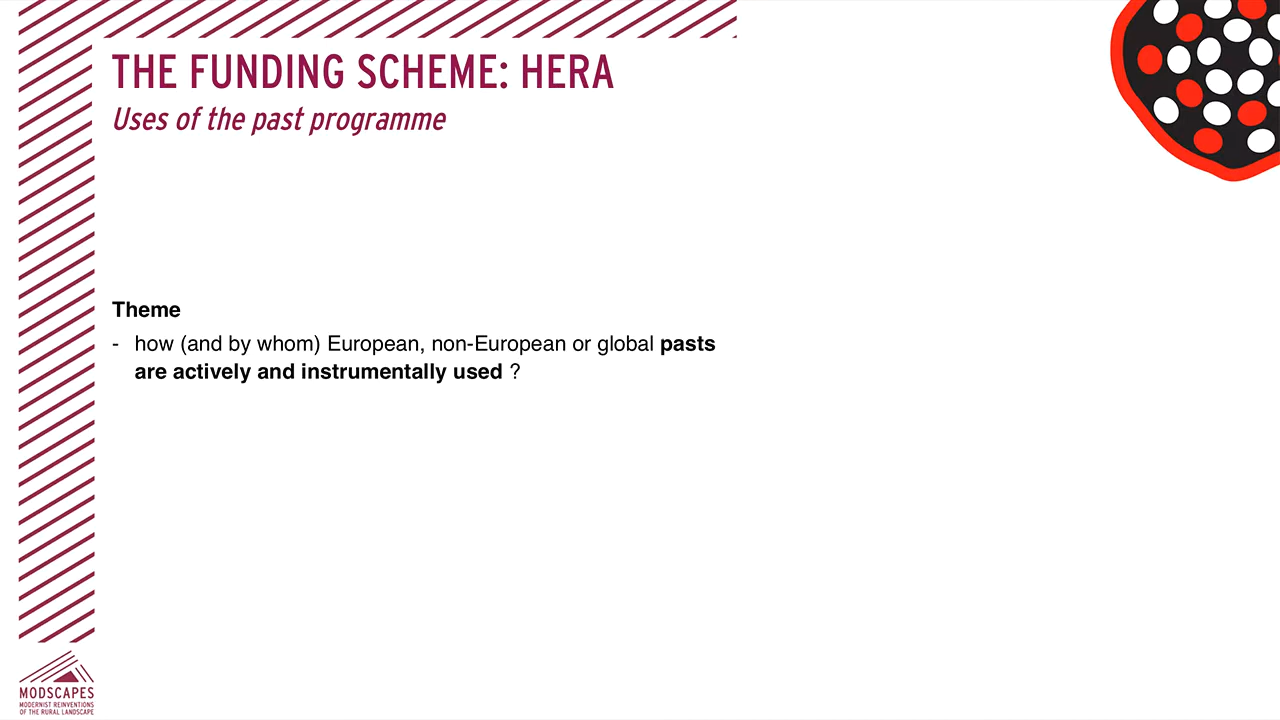 THE FUNDING SCHEME: HERA
Uses of the past programme
Theme
- how (and by whom) European, non-European or global pasts
are actively and instrumentally used ?
MODSCAPES
MODERNIST REINVENTIONS
OF THE RURAL LANDSCAPE